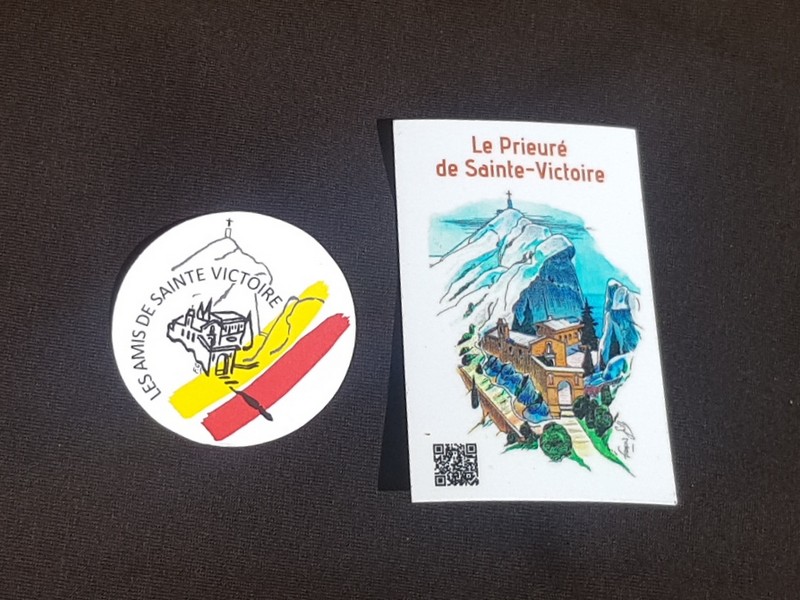 LES AMIS DE SAINTE VICTOIRE
Le Prieuré
de Sainte-Victoire